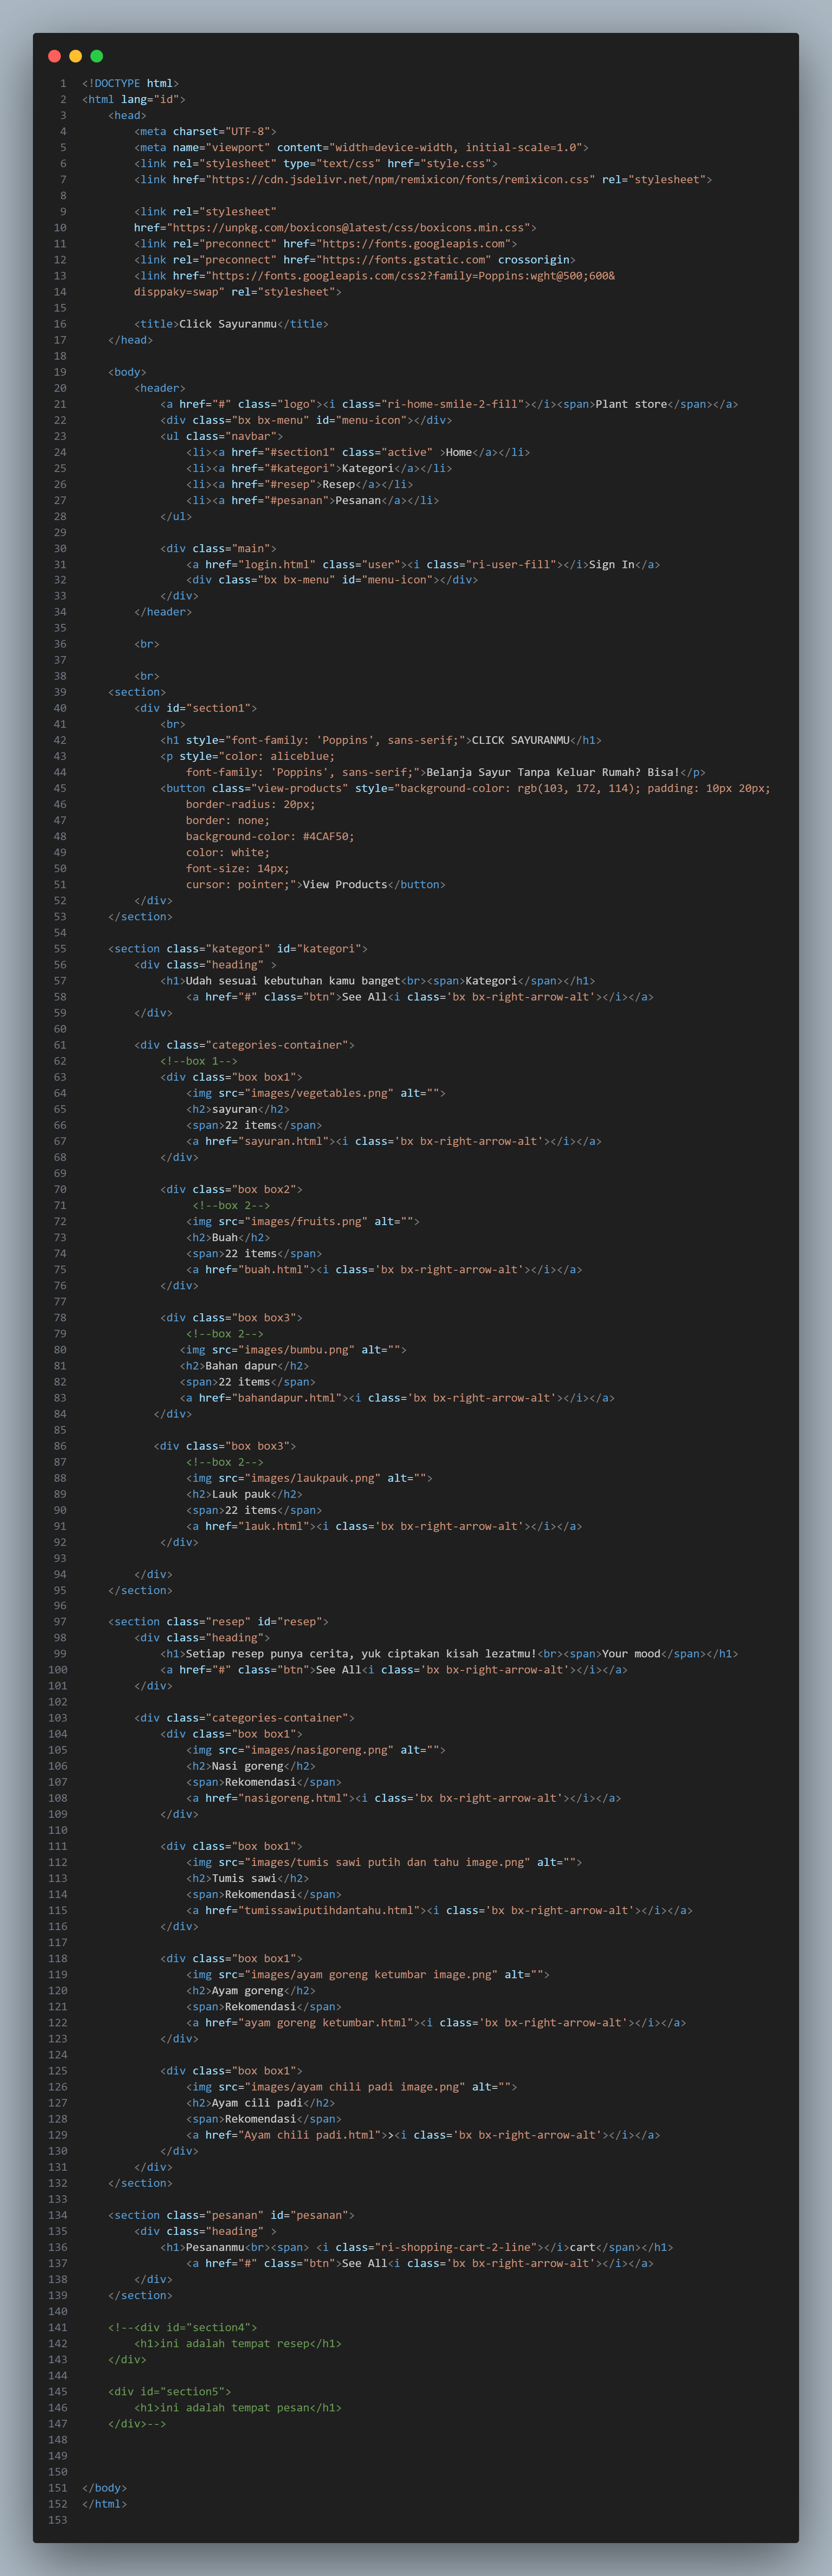 1 <!DOCTYPE html>
2 <html lang="id">
3     <head>
4         <meta charset="UTF-8">
5         <meta name="viewport" content="width=device-width, initial-scale=1.0">
6         <link rel="stylesheet" type="text/css" href="style.css">
7         <link href="https://cdn.jsdelivr.net/npm/remixicon/fonts/remixicon.css" rel="stylesheet">
8
9         <link rel="stylesheet"
10         href="https://unpkg.com/boxicons@latest/css/boxicons.min.css">
11         <link rel="preconnect" href="https://fonts.googleapis.com">
12         <link rel="preconnect" href="https://fonts.gstatic.com" crossorigin>
13         <link href="https://fonts.googleapis.com/css2?family=Poppins:wght@500;600&
14         disppaky=swap" rel="stylesheet">
15
16         <title>Click Sayuranmu</title>
17     </head>
18
19     <body>
20         <header>
21             <a href="#" class="logo"><i class="ri-home-smile-2-fill"></i><span>Plant store</span></a>
22             <div class="bx bx-menu" id="menu-icon"></div>
23             <ul class="navbar">
24                 <li><a href="#section1" class="active" >Home</a></li>
25                 <li><a href="#kategori">Kategori</a></li>
26                 <li><a href="#resep">Resep</a></li>
27                 <li><a href="#pesanan">Pesanan</a></li>
28             </ul>
29
30             <div class="main">
31                 <a href="login.html" class="user"><i class="ri-user-fill"></i>Sign In</a>
32                 <div class="bx bx-menu" id="menu-icon"></div>
33             </div>
34         </header>
35
36         <br>
37
38         <br>
39     <section>
40         <div id="section1">
41             <br>
42             <h1 style="font-family: 'Poppins', sans-serif;">CLICK SAYURANMU</h1>
43             <p style="color: aliceblue;
44                 font-family: 'Poppins', sans-serif;">Belanja Sayur Tanpa Keluar Rumah? Bisa!</p>
45             <button class="view-products" style="background-color: rgb(103, 172, 114); padding: 10px 20px;
46                 border-radius: 20px;
47                 border: none;
48                 background-color: #4CAF50;
49                 color: white;
50                 font-size: 14px;
51                 cursor: pointer;">View Products</button>
52         </div>
53     </section>
54
55     <section class="kategori" id="kategori">
56         <div class="heading" >
57             <h1>Udah sesuai kebutuhan kamu banget<br><span>Kategori</span></h1>
58                 <a href="#" class="btn">See All<i class='bx bx-right-arrow-alt'></i></a>
59         </div>
60
61         <div class="categories-container">
62             <!--box 1-->
63             <div class="box box1">
64                 <img src="images/vegetables.png" alt="">
65                 <h2>sayuran</h2>
66                 <span>22 items</span>
67                 <a href="sayuran.html"><i class='bx bx-right-arrow-alt'></i></a>
68             </div>
69
70             <div class="box box2">
71                  <!--box 2-->
72                 <img src="images/fruits.png" alt="">
73                 <h2>Buah</h2>
74                 <span>22 items</span>
75                 <a href="buah.html"><i class='bx bx-right-arrow-alt'></i></a>
76             </div>
77
78             <div class="box box3">
79                 <!--box 2-->
80                <img src="images/bumbu.png" alt="">
81                <h2>Bahan dapur</h2>
82                <span>22 items</span>
83                <a href="bahandapur.html"><i class='bx bx-right-arrow-alt'></i></a>
84            </div>
85
86            <div class="box box3">
87                 <!--box 2-->
88                 <img src="images/laukpauk.png" alt="">
89                 <h2>Lauk pauk</h2>
90                 <span>22 items</span>
91                 <a href="lauk.html"><i class='bx bx-right-arrow-alt'></i></a>
92             </div>
93
94         </div>
95     </section>
96
97     <section class="resep" id="resep">
98         <div class="heading">
99             <h1>Setiap resep punya cerita, yuk ciptakan kisah lezatmu!<br><span>Your mood</span></h1>
100             <a href="#" class="btn">See All<i class='bx bx-right-arrow-alt'></i></a>
101         </div>
102
103         <div class="categories-container">
104             <div class="box box1">
105                 <img src="images/nasigoreng.png" alt="">
106                 <h2>Nasi goreng</h2>
107                 <span>Rekomendasi</span>
108                 <a href="nasigoreng.html"><i class='bx bx-right-arrow-alt'></i></a>
109             </div>
110
111             <div class="box box1">
112                 <img src="images/tumis sawi putih dan tahu image.png" alt="">
113                 <h2>Tumis sawi</h2>
114                 <span>Rekomendasi</span>
115                 <a href="tumissawiputihdantahu.html"><i class='bx bx-right-arrow-alt'></i></a>
116             </div>
117
118             <div class="box box1">
119                 <img src="images/ayam goreng ketumbar image.png" alt="">
120                 <h2>Ayam goreng</h2>
121                 <span>Rekomendasi</span>
122                 <a href="ayam goreng ketumbar.html"><i class='bx bx-right-arrow-alt'></i></a>
123             </div>
124
125             <div class="box box1">
126                 <img src="images/ayam chili padi image.png" alt="">
127                 <h2>Ayam cili padi</h2>
128                 <span>Rekomendasi</span>
129                 <a href="Ayam chili padi.html">><i class='bx bx-right-arrow-alt'></i></a>
130             </div>
131         </div>
132     </section>
133
134     <section class="pesanan" id="pesanan">
135         <div class="heading" >
136             <h1>Pesananmu<br><span> <i class="ri-shopping-cart-2-line"></i>cart</span></h1>
137                 <a href="#" class="btn">See All<i class='bx bx-right-arrow-alt'></i></a>
138         </div>
139     </section>
140
141     <!--<div id="section4">
142         <h1>ini adalah tempat resep</h1>
143     </div>
144
145     <div id="section5">
146         <h1>ini adalah tempat pesan</h1>
147     </div>-->
148
149
150
151 </body>
152 </html>
153